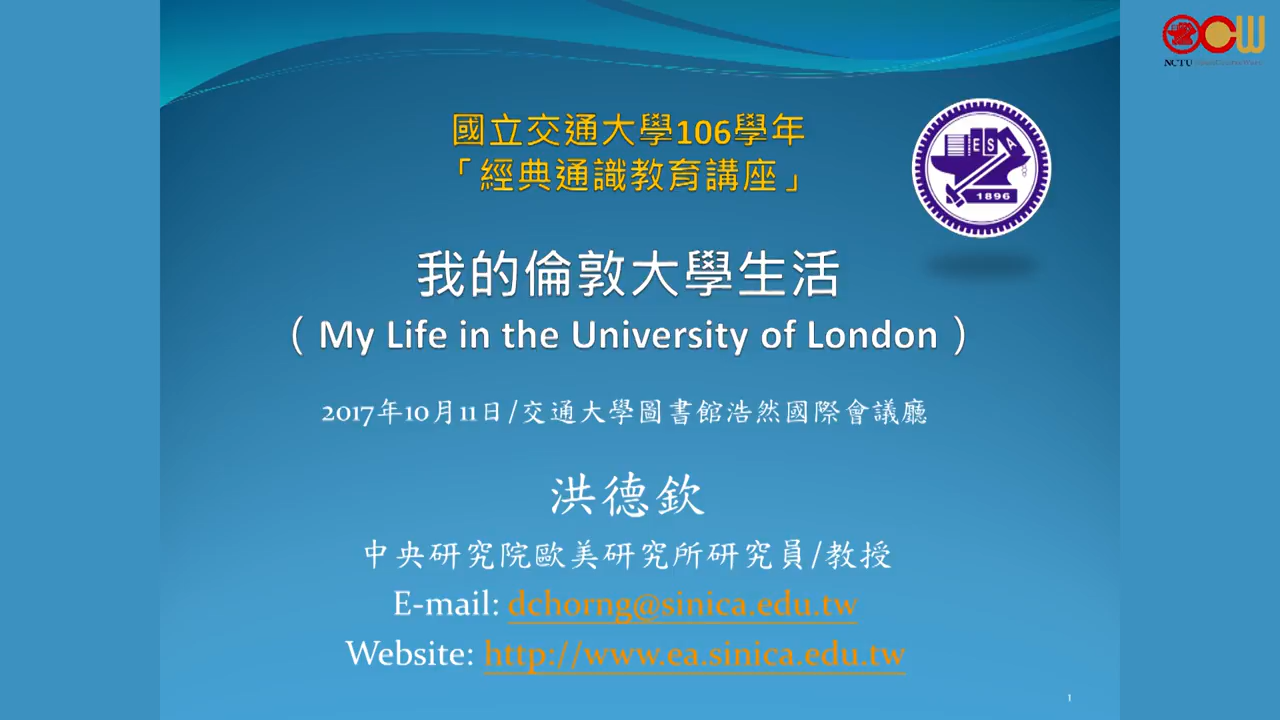 國立交通大學106學年
「經典通識教育講座」
ESA
1896
我的倫敦大學生活
（My Life in the University of London）
2017年10月11日/交通大學圖書館浩然國際會議廳
洪德欽
中央研究院歐美研究所研究員/教授
E-mail: dchorng@sinica.edu.tw
Website: http://www.ea.sinica.edu.tw
1
OCW
NCTU